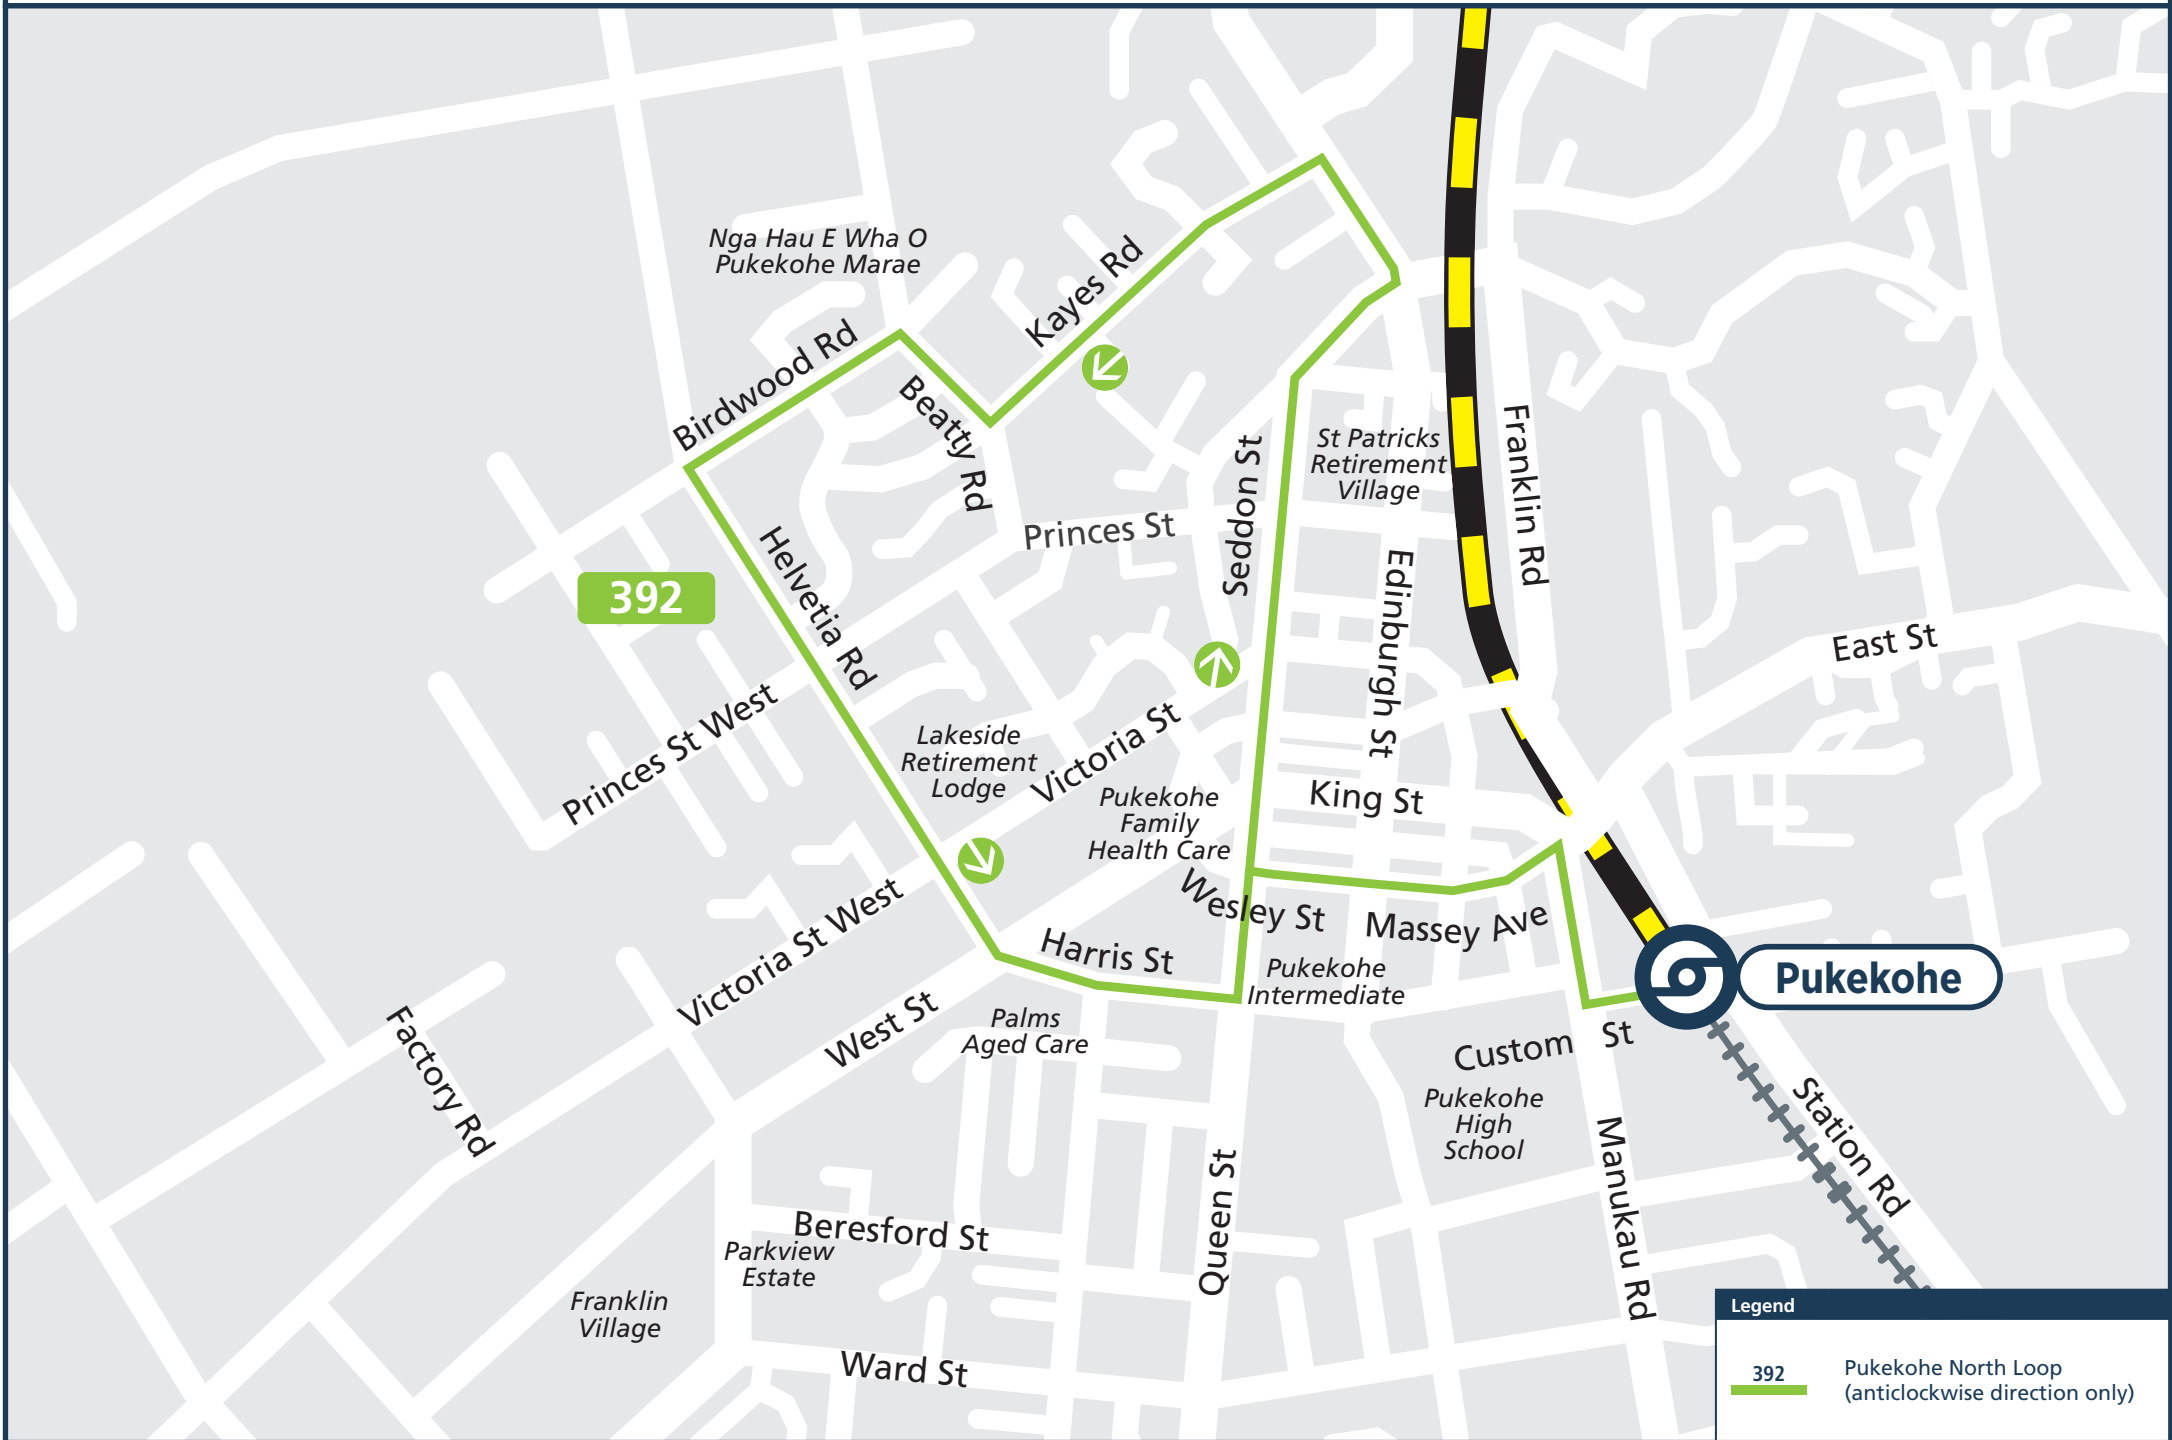 Nga Hau E Wha O
Pukekohe Marae
Kayes Rd
Birdwood Rd
Beatty Rd
St Patricks
Retirement
Village
Franklin Rd
Seddon St
Princes St
Helvetia Rd
392
Edinburgh St
East St
Princes St West
Lakeside
Retirement
Lodge
Victoria St
Pukekohe
Family
Health Care
King St
Wesley St
Massey Ave
Victoria St West
Harris St
Pukekohe
Intermediate
Pukekohe
West St
Palms
Aged Care
Custom St
Factory Rd
Pukekohe
High
School
Station Rd
Manukau Rd
Queen St
Beresford St
Parkview
Estate
Franklin
Village
Ward St
Legend
392
Pukekohe North Loop
(anticlockwise direction only)